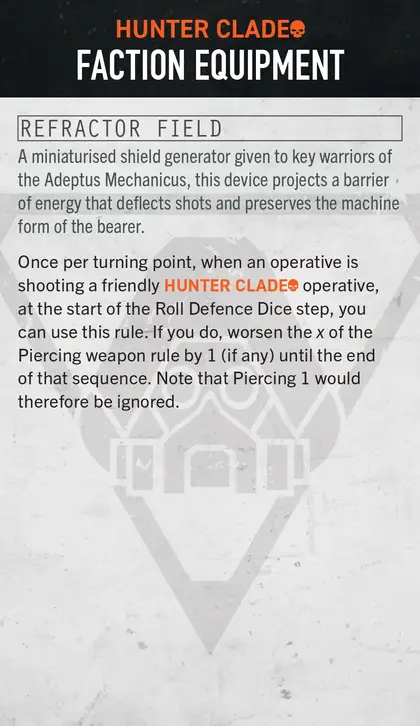 HUNTER CLADE
FACTION EQUIPMENT
REFRACTOR FIELD
A miniaturised shield generator given to key warriors of
the Adeptus Mechanicus, this device projects a barrier
of energy that deflects shots and preserves the machine
form of the bearer.
Once per turning point, when an operative is
shooting a friendly HUNTER CLADE operative,
at the start of the Roll Defence Dice step, you
can use this rule. If you do, worsen the x of the
Piercing weapon rule by 1 (if any) until the end
of that sequence. Note that Piercing 1 would
therefore be ignored.